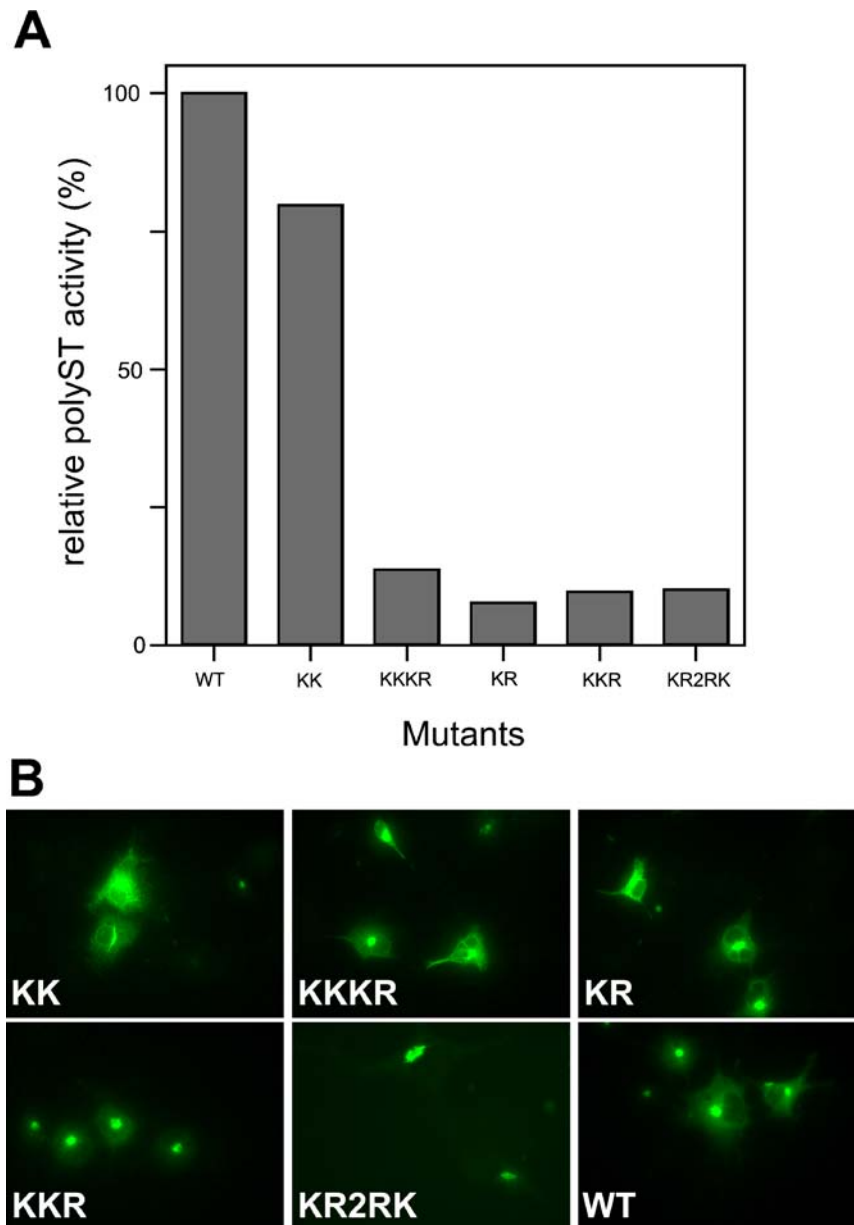 A
relative polyST activity (%)
100
50
0
WT KK KKKR KR KKR KR2RK
Mutants
B
KK KKKR KR
KKR KR2RK WT